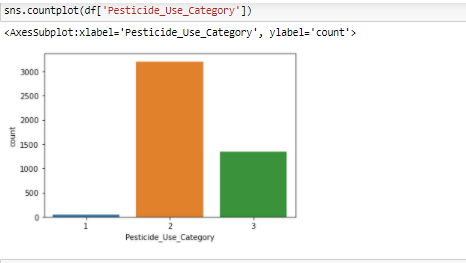 sns.countplot(df['Pesticide_Use_Category'])
<AxesSubplot:xlabel='Pesticide_Use_Category', ylabel='count'>
3000
2500
2000
1500
1000
500
0
count
1 2 3
Pesticide_Use_Category